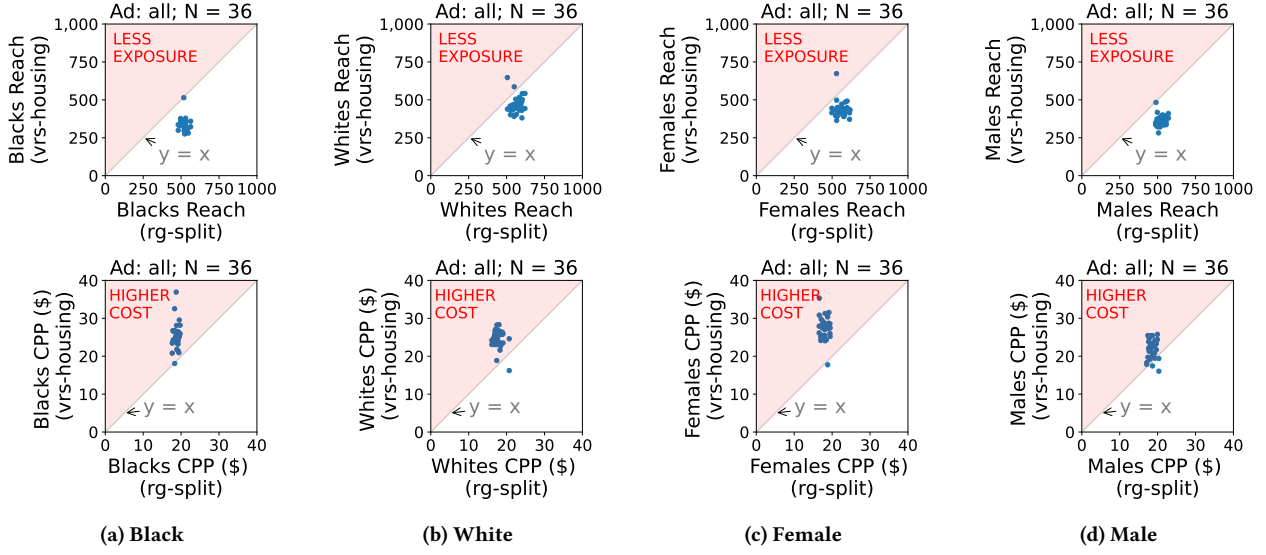 Ad: all; N = 36
1,000
750
500
250
0
LESS
EXPOSURE
y = x
Blacks Reach
(vrs-housing)
0 250 500 750 1000
Blacks Reach
(rg-split)
Ad: all; N = 36
1,000
750
500
250
0
LESS
EXPOSURE
y = x
Whites Reach
(vrs-housing)
0 250 500 750 1000
Whites Reach
(rg-split)
Ad: all; N = 36
1,000
750
500
250
0
LESS
EXPOSURE
y = x
Females Reach
(vrs-housing)
0 250 500 750 1000
Females Reach
(rg-split)
Ad: all; N = 36
1,000
750
500
250
0
LESS
EXPOSURE
y = x
Males Reach
(vrs-housing)
0 250 500 750 1000
Males Reach
(rg-split)
Ad: all; N = 36
40
30
20
10
0
HIGHER
COST
y = x
Blacks CPP ($)
(vrs-housing)
0 10 20 30 40
Blacks CPP ($)
(rg-split)
Ad: all; N = 36
40
30
20
10
0
HIGHER
COST
y = x
Whites CPP ($)
(vrs-housing)
0 10 20 30 40
Whites CPP ($)
(rg-split)
Ad: all; N = 36
40
30
20
10
0
HIGHER
COST
y = x
Females CPP ($)
(vrs-housing)
0 10 20 30 40
Females CPP ($)
(rg-split)
Ad: all; N = 36
40
30
20
10
0
HIGHER
COST
y = x
Males CPP ($)
(vrs-housing)
0 10 20 30 40
Males CPP ($)
(rg-split)
(a) Black
(b) White
(c) Female
(d) Male